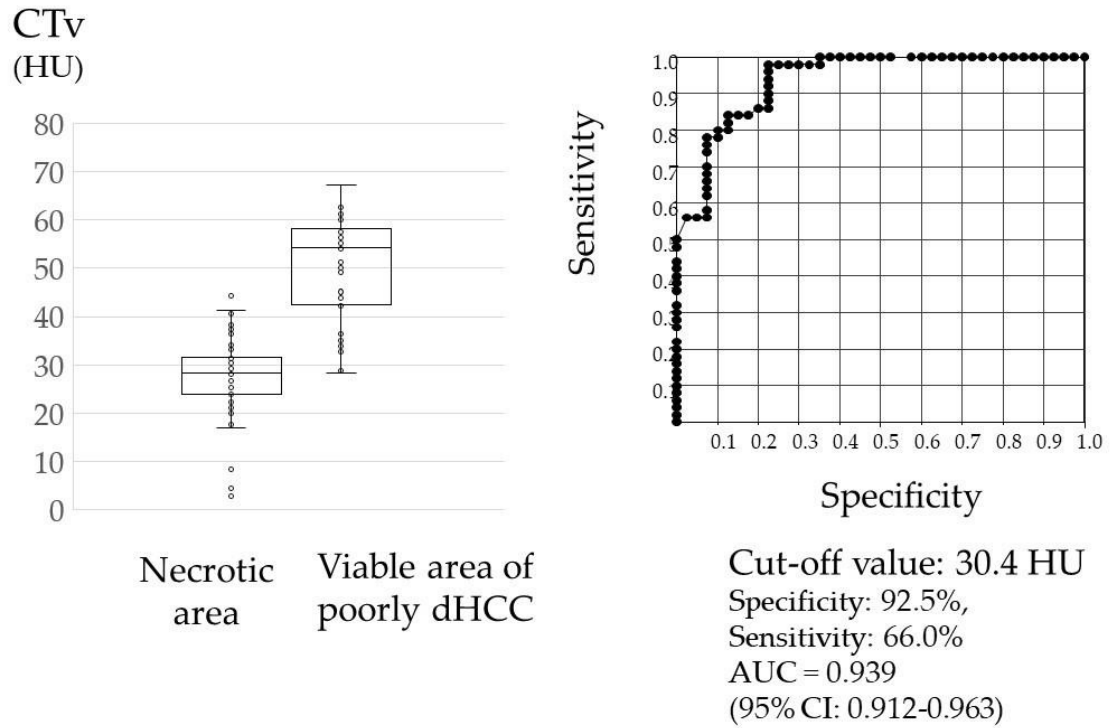 CTv
(HU)
80
70
60
50
40
30
20
10
0
Necrotic
area
Viable area of
poorly dHCC
Sensitivity
1.0
0.9
0.8
0.7
0.6
0.5
0.4
0.3
0.2
0.1
0.1 0.2 0.3 0.4 0.5 0.6 0.7 0.8 0.9 1.0
Specificity
Cut-off value: 30.4 HU
Specificity: 92.5%,
Sensitivity: 66.0%
AUC = 0.939
(95% CI: 0.912-0.963)